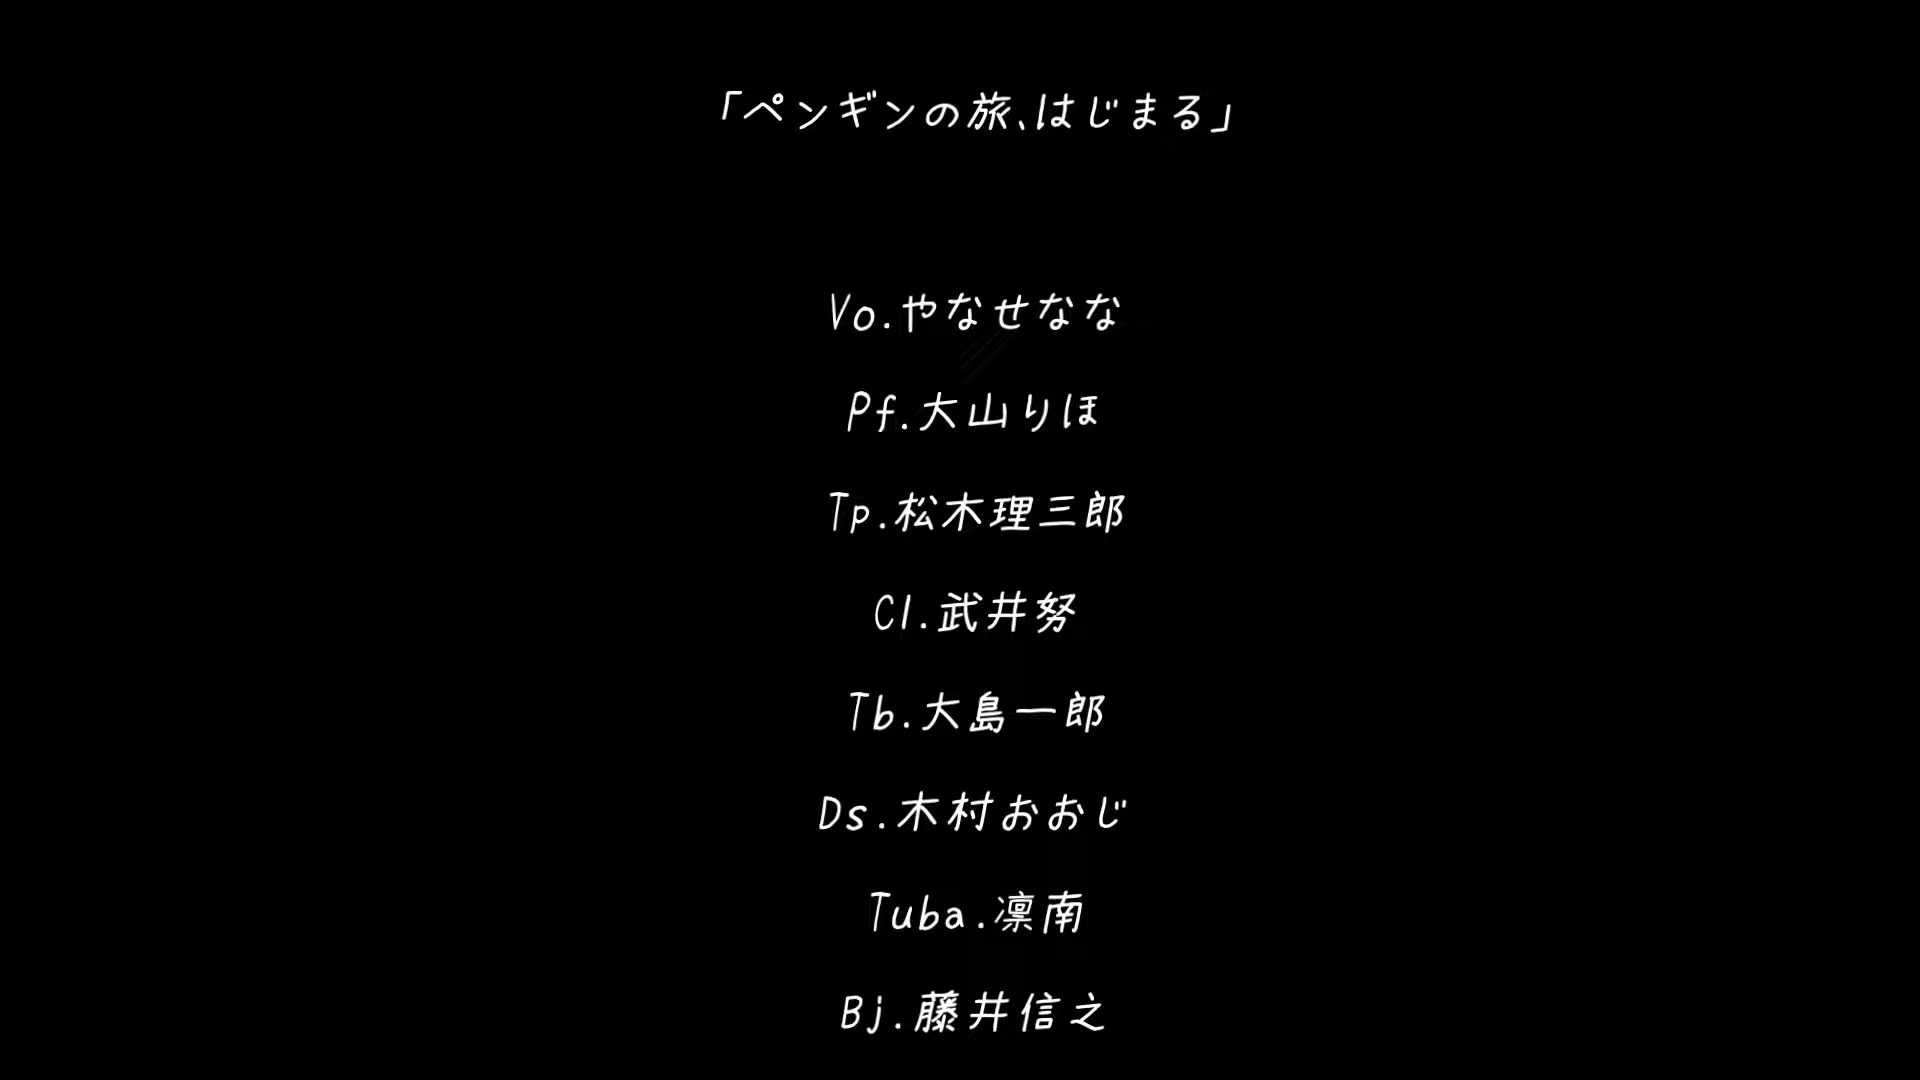 「ペンギンの旅、はじまる」
Vo.やなせなな
Pf.大山りほ
Tp.松木理三郎
Cl.武井努
Tb.大島一郎
Ds.木村おおじ
Tuba.凛南
Bj.藤井信之